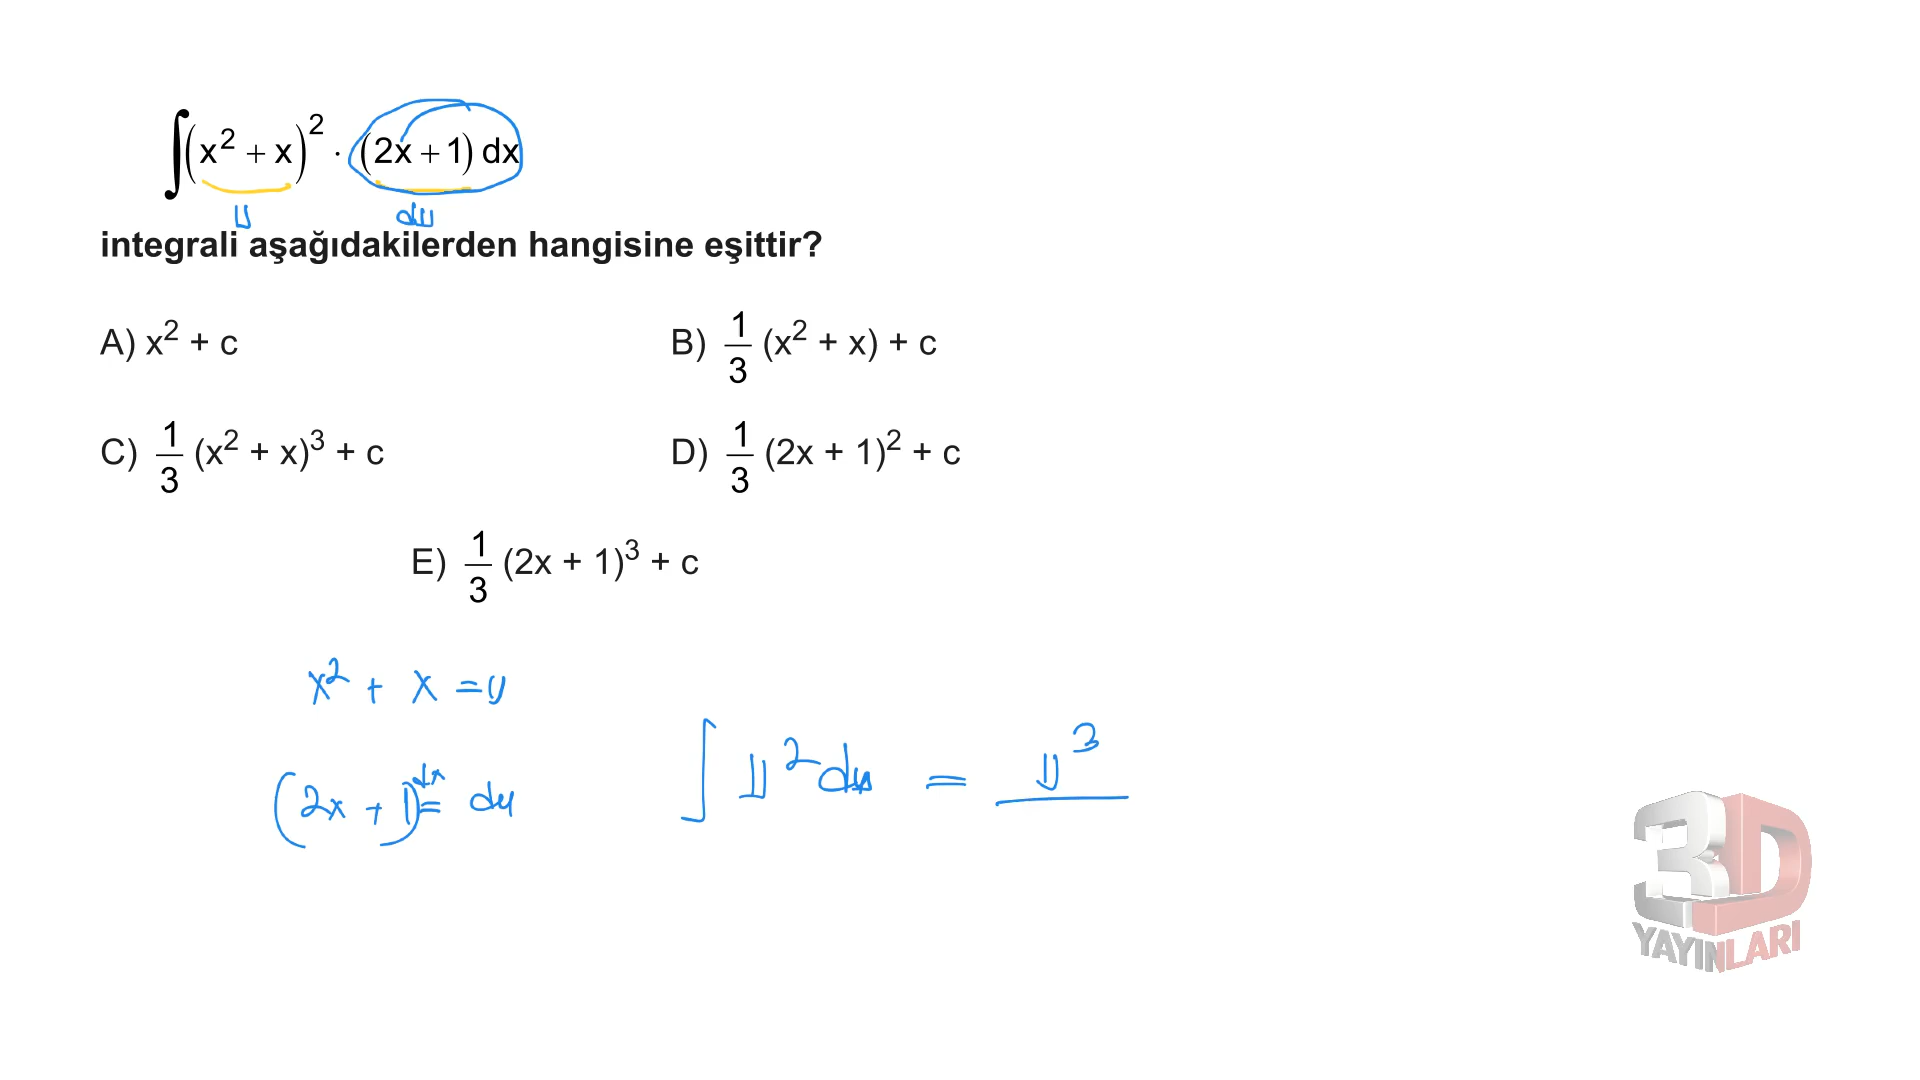 ∫(x² + x)² · (2x + 1) dx
u du
integrali aşağıdakilerden hangisine eşittir?
A) x² + c B) 1/3 (x² + x) + c
C) 1/3 (x² + x)³ + c D) 1/3 (2x + 1)² + c
E) 1/3 (2x + 1)³ + c
x² + x = u
(2x + 1) dx = du
∫ u² du = u³
3D
YAYINLARI